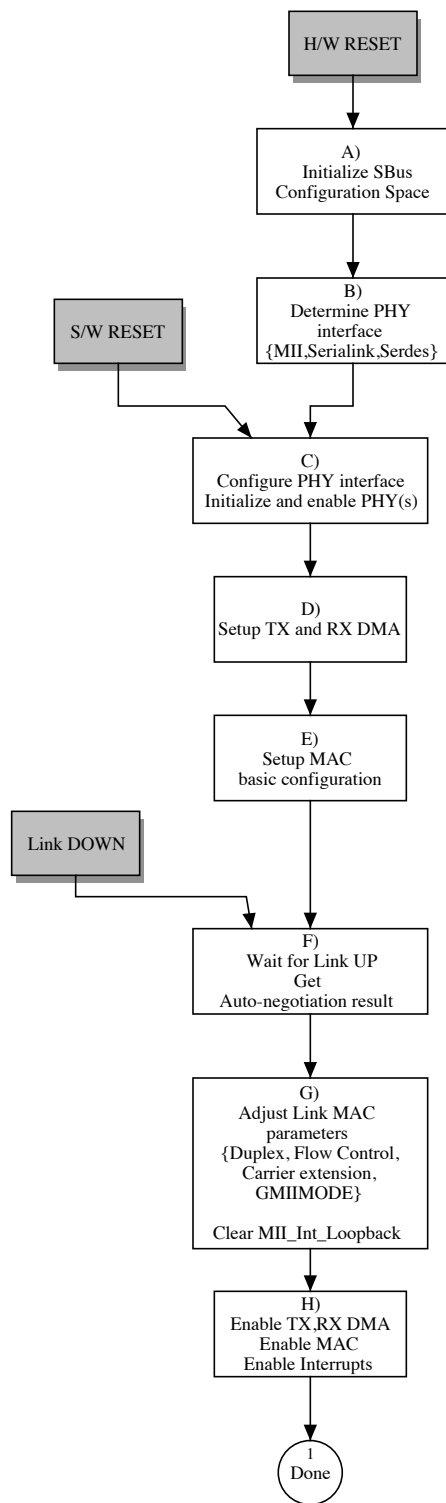 H/W RESET
A)
Initialize SBus
Configuration Space
B)
Determine PHY
interface
{MII,Serialink,Serdes}
S/W RESET
C)
Configure PHY interface
Initialize and enable PHY(s)
D)
Setup TX and RX DMA
E)
Setup MAC
basic configuration
Link DOWN
F)
Wait for Link UP
Get
Auto-negotiation result
G)
Adjust Link MAC
parameters
{Duplex, Flow Control,
Carrier extension,
GMIIMODE}
Clear MII_Int_Loopback
H)
Enable TX,RX DMA
Enable MAC
Enable Interrupts
1
Done